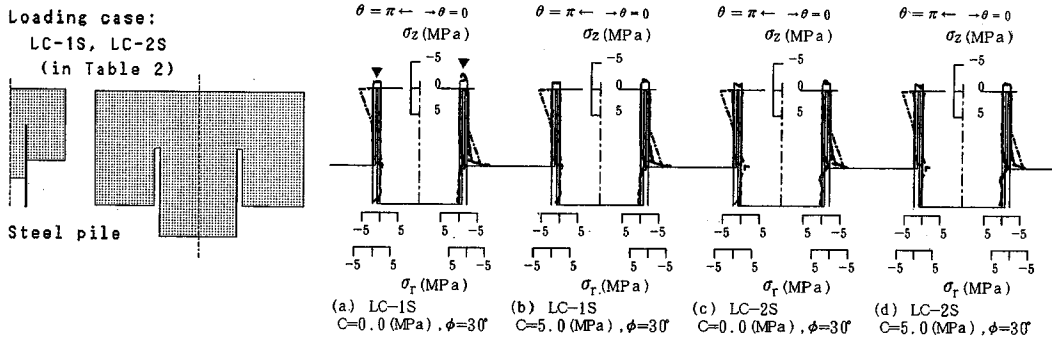 Loading case:
LC-1S, LC-2S
(in Table 2)
Steel pile
θ=π← →θ=0
σz(MPa)
-5
0
5
-5 5 5 -5
-5 5 5 -5
σr(MPa)
(a) LC-1S
C=0.0(MPa),φ=30°
θ=π← →θ=0
σz(MPa)
-5
0
5
-5 5 5 -5
-5 5 5 -5
σr.(MPa)
(b) LC-1S
C=5.0(MPa),φ=30°
θ=π← →θ=0
σz(MPa)
-5
0
5
-5 5 5 -5
-5 5 5 -5
σr(MPa)
(c) LC-2S
C=0.0(MPa),φ=30°
θ=π← →θ=0
σz(MPa)
-5
0
5
-5 5 5 -5
-5 5 5 -5
σr(MPa)
(d) LC-2S
C=5.0(MPa),φ=30°